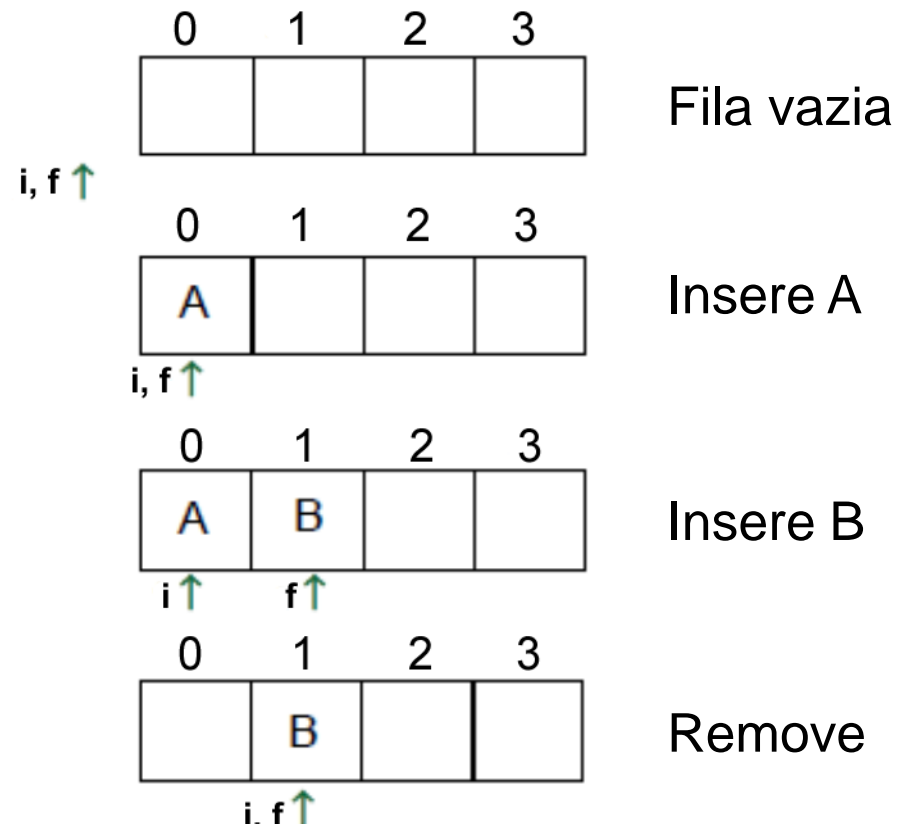 0 1 2 3
Fila vazia
i, f ↑
0 1 2 3
A
Insere A
i, f ↑
0 1 2 3
A B
Insere B
i ↑ f ↑
0 1 2 3
B
Remove
i, f ↑